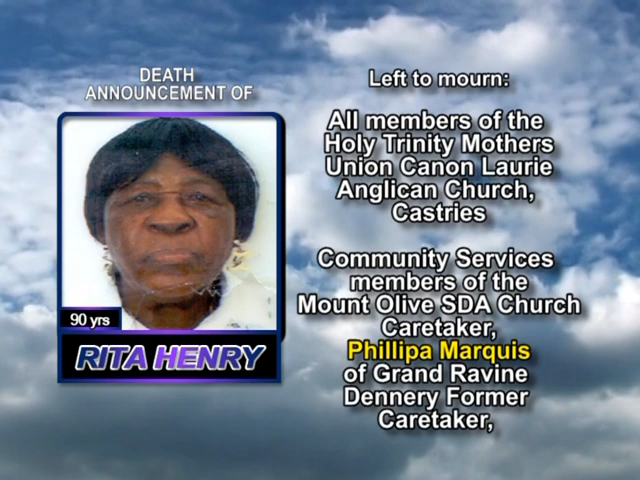 DEATH
ANNOUNCEMENT OF
90 yrs
RITA HENRY
Left to mourn:
All members of the
Holy Trinity Mothers
Union Canon Laurie
Anglican Church,
Castries
Community Services
members of the
Mount Olive SDA Church
Caretaker,
Phillipa Marquis
of Grand Ravine
Dennery Former
Caretaker,